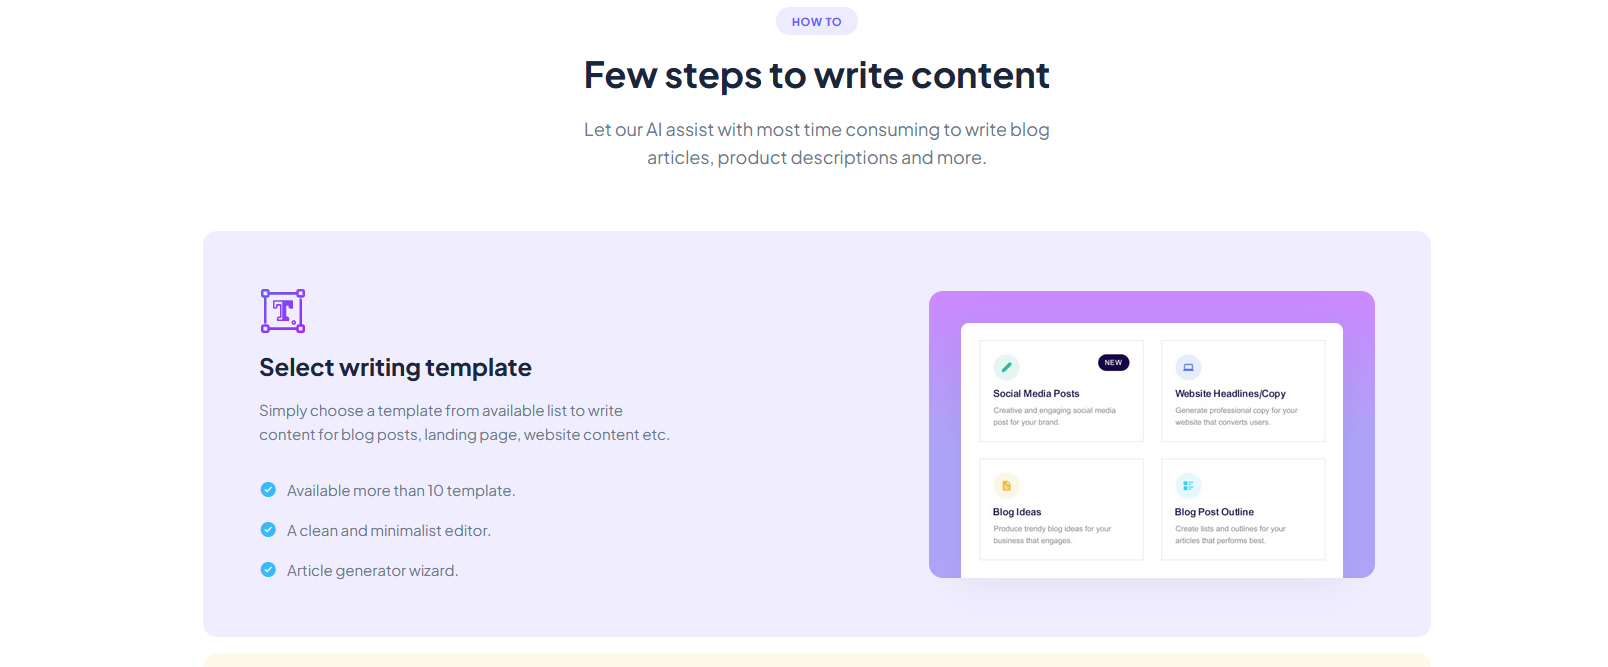 HOW TO
Few steps to write content
Let our AI assist with most time consuming to write blog
articles, product descriptions and more.
T
Select writing template
Simply choose a template from available list to write
content for blog posts, landing page, website content etc.
Available more than 10 template.
A clean and minimalist editor.
Article generator wizard.
NEW
Social Media Posts
Creative and engaging social media
post for your brand.
Website Headlines/Copy
Generate professional copy for your
website that converts users.
Blog Ideas
Produce trendy blog ideas for your
business that engages.
Blog Post Outline
Create lists and outlines for your
articles that performs best.